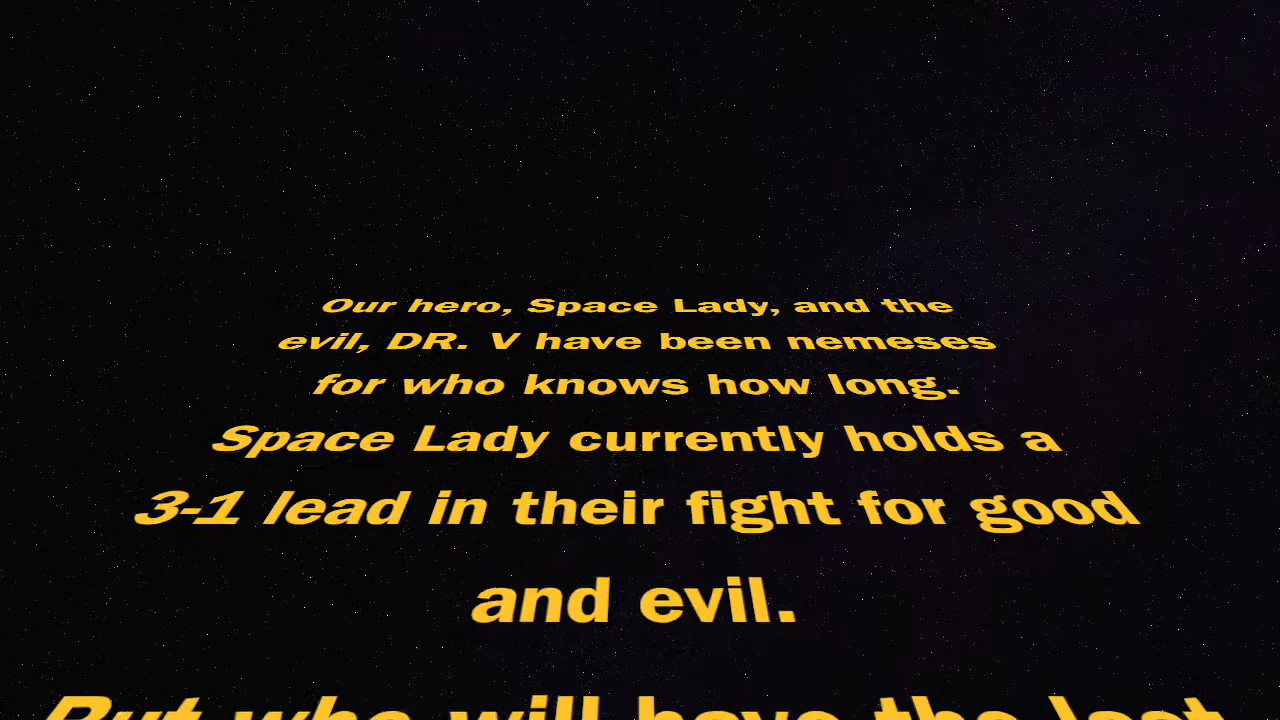 Our hero, Space Lady, and the
evil, DR. V have been nemeses
for who knows how long.
Space Lady currently holds a
3-1 lead in their fight for good
and evil.
But who will have the last